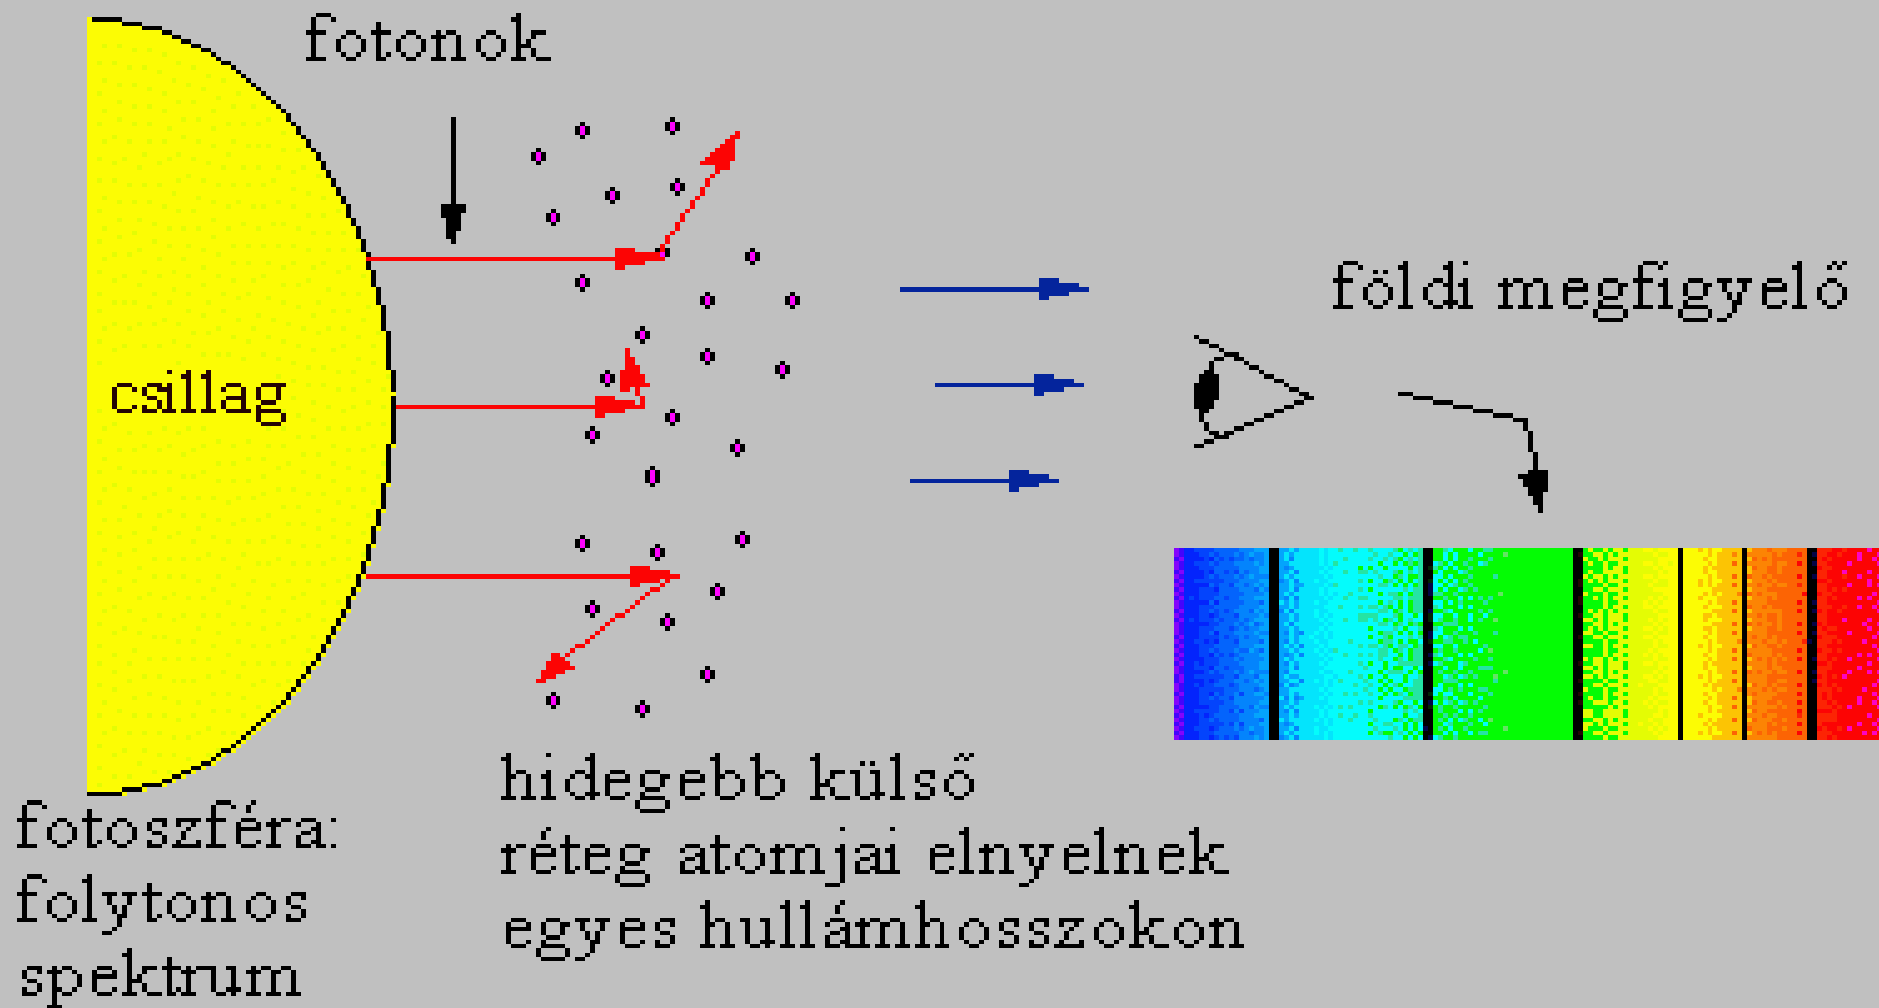 fotonok
földi megfigyelő
csillag
fotoszféra:
folytonos
spektrum
hidegebb külső
réteg atomjai elnyelnek
egyes hullámhosszokon